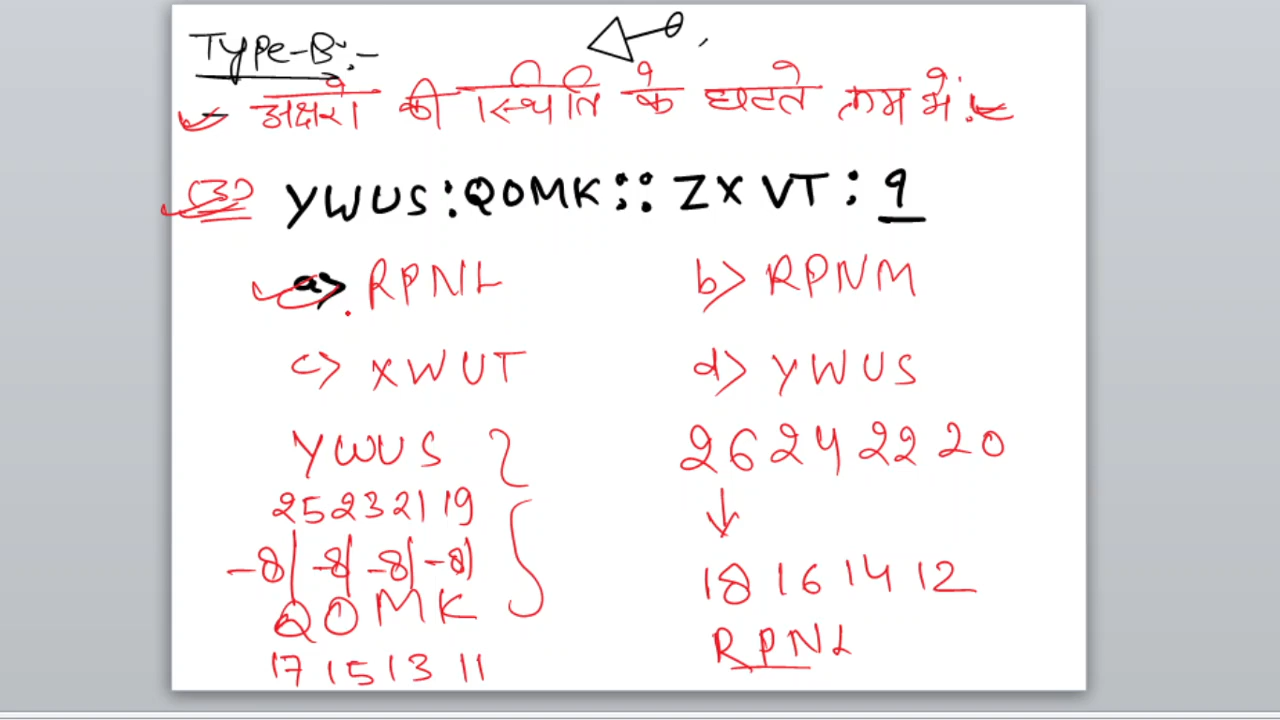 Type-B:-
- अक्षरों की स्थिति के घटते क्रम में:
(3) YWUS:QOMK::ZXVT:?
a> RPNL b> RPNM
c> XWUT d> YWUS
YWUS 26 24 22 20
25 23 21 19
-8 -8 -8 -8 18 16 14 12
QOMK RPNL
17 15 13 11